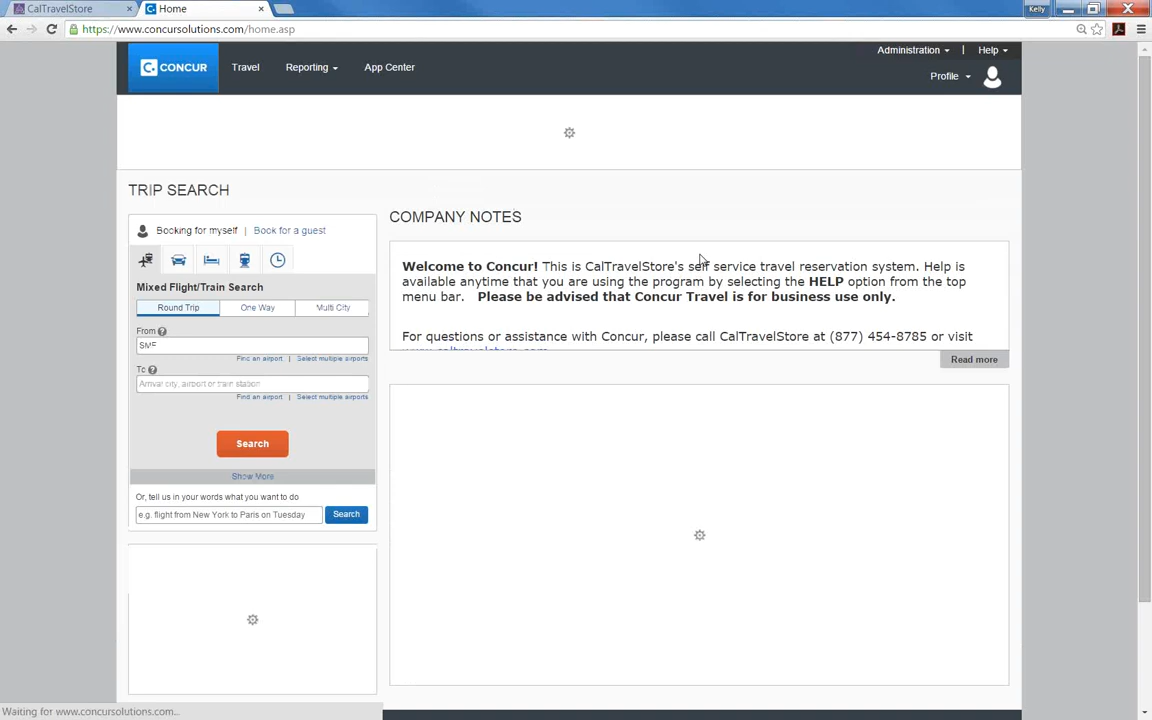 CalTravelStore
Home
Kelly
https://www.concursolutions.com/home.asp
Administration | Help
CONCUR Travel Reporting App Center
Profile
TRIP SEARCH
Booking for myself | Book for a guest
Mixed Flight/Train Search
Round Trip One Way Multi City
From
Find an airport | Select multiple airports
To
Arrival city, airport or train station
Find an airport | Select multiple airports
Search
Show More
Or, tell us in your words what you want to do
e.g. flight from New York to Paris on Tuesday Search
COMPANY NOTES
Welcome to Concur! This is CalTravelStore's self service travel reservation system. Help is
available anytime that you are using the program by selecting the HELP option from the top
menu bar. Please be advised that Concur Travel is for business use only.
For questions or assistance with Concur, please call CalTravelStore at (877) 454-8785 or visit
Read more
Waiting for www.concursolutions.com...